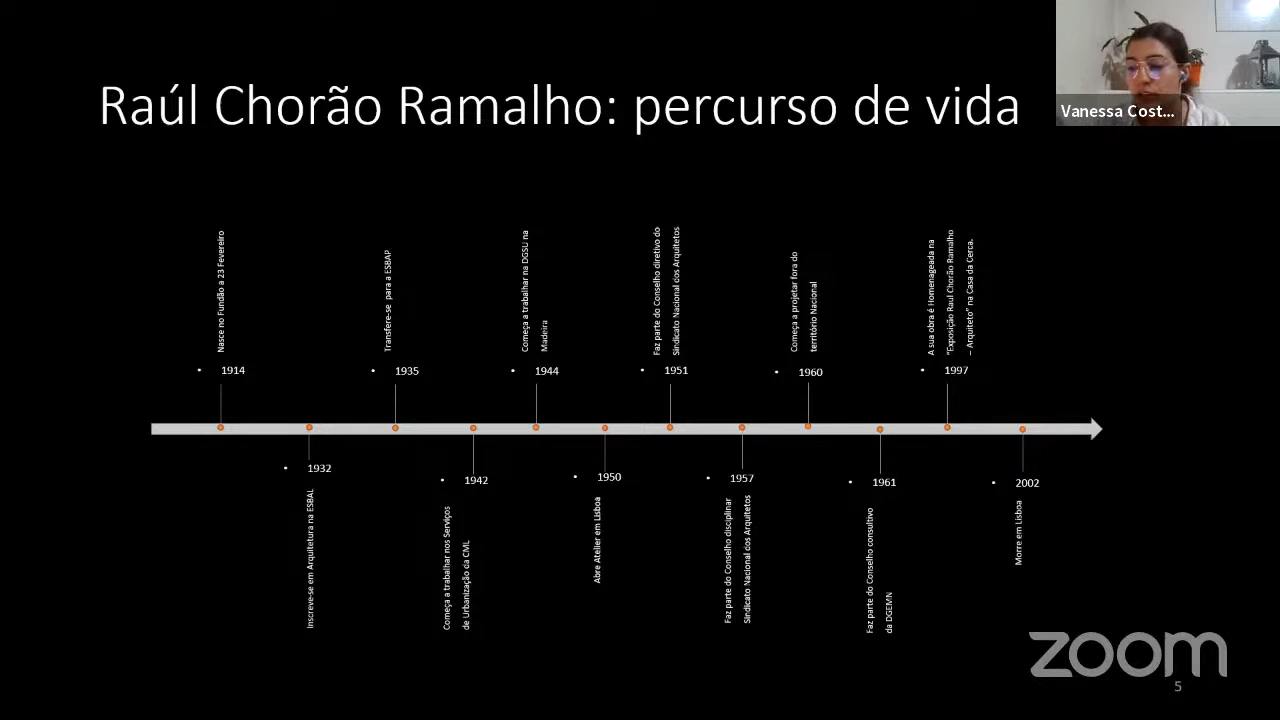 Raúl Chorão Ramalho: percurso de vida
Vanessa Cost...
Nasce no Fundão a 23 Fevereiro
• 1914
Transfere-se para a ESBAP
• 1935
Começa a trabalhar na DGSU na
Madeira
• 1944
Faz parte do Conselho diretivo do
Sindicato Nacional dos Arquitetos
• 1951
Começa a projetar fora do
território Nacional
• 1960
A sua obra é Homenageada na
"Exposição Raul Chorão Ramalho
– Arquiteto" na Casa da Cerca.
• 1997
• 1932
Inscreve-se em Arquitetura na ESBAL
• 1942
Começa a trabalhar nos Serviços
de Urbanização da CML
• 1950
Abre Atelier em Lisboa
• 1957
Faz parte do Conselho disciplinar
Sindicato Nacional dos Arquitetos
• 1961
Faz parte do Conselho consultivo
da DGEMN
• 2002
Morre em Lisboa
zoom
5